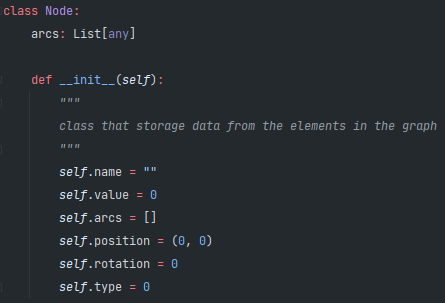 class Node:
    arcs: List[any]
    def __init__(self):
        """
        class that storage data from the elements in the graph
        """
        self.name = ""
        self.value = 0
        self.arcs = []
        self.position = (0, 0)
        self.rotation = 0
        self.type = 0